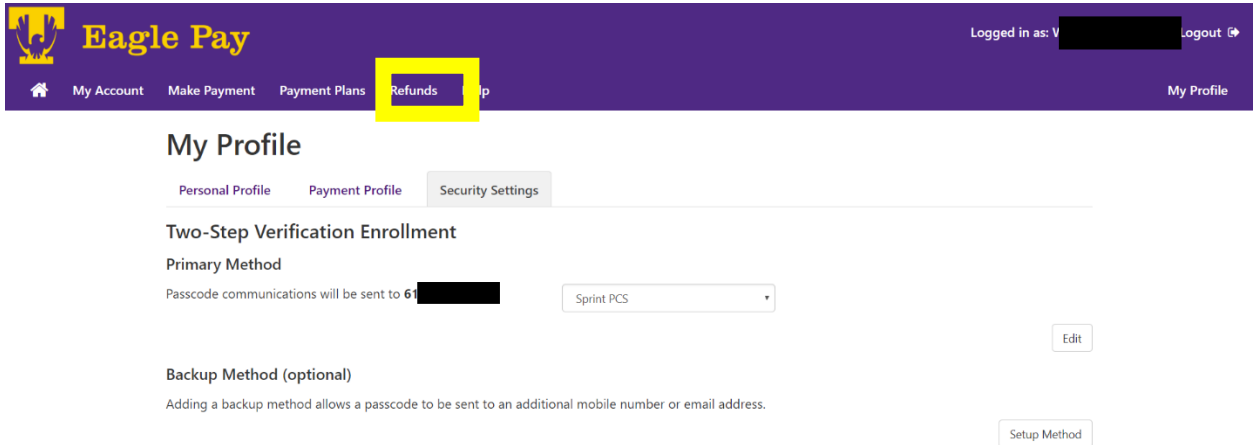 Eagle Pay
Logged in as: Logout
My Account Make Payment Payment Plans Refunds My Profile
My Profile
Personal Profile Payment Profile Security Settings
Two-Step Verification Enrollment
Primary Method
Passcode communications will be sent to 61 Sprint PCS
Edit
Backup Method (optional)
Adding a backup method allows a passcode to be sent to an additional mobile number or email address.
Setup Method